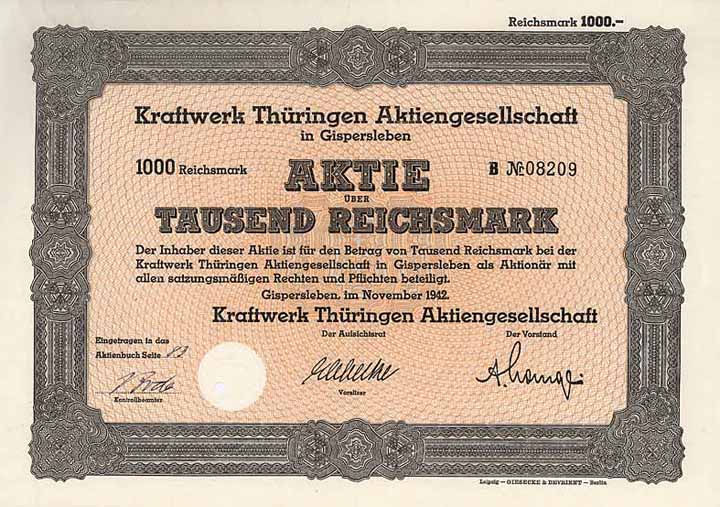 Reichsmark 1000.-
Kraftwerk Thüringen Aktiengesellschaft
in Gispersleben
1000 Reichsmark
AKTIE
B № 08209
ÜBER
TAUSEND REICHSMARK
Der Inhaber dieser Aktie ist für den Betrag von Tausend Reichsmark bei der
Kraftwerk Thüringen Aktiengesellschaft in Gispersleben als Aktionär mit
allen satzungsmäßigen Rechten und Pflichten beteiligt.
Gispersleben, im November 1942.
Kraftwerk Thüringen Aktiengesellschaft
Der Aufsichtsrat
Der Vorstand
Eingetragen in das
Aktienbuch Seite
Kontrollbeamter
Vorsitzer
Leipzig — GIESECKE & DEVRIENT — Berlin